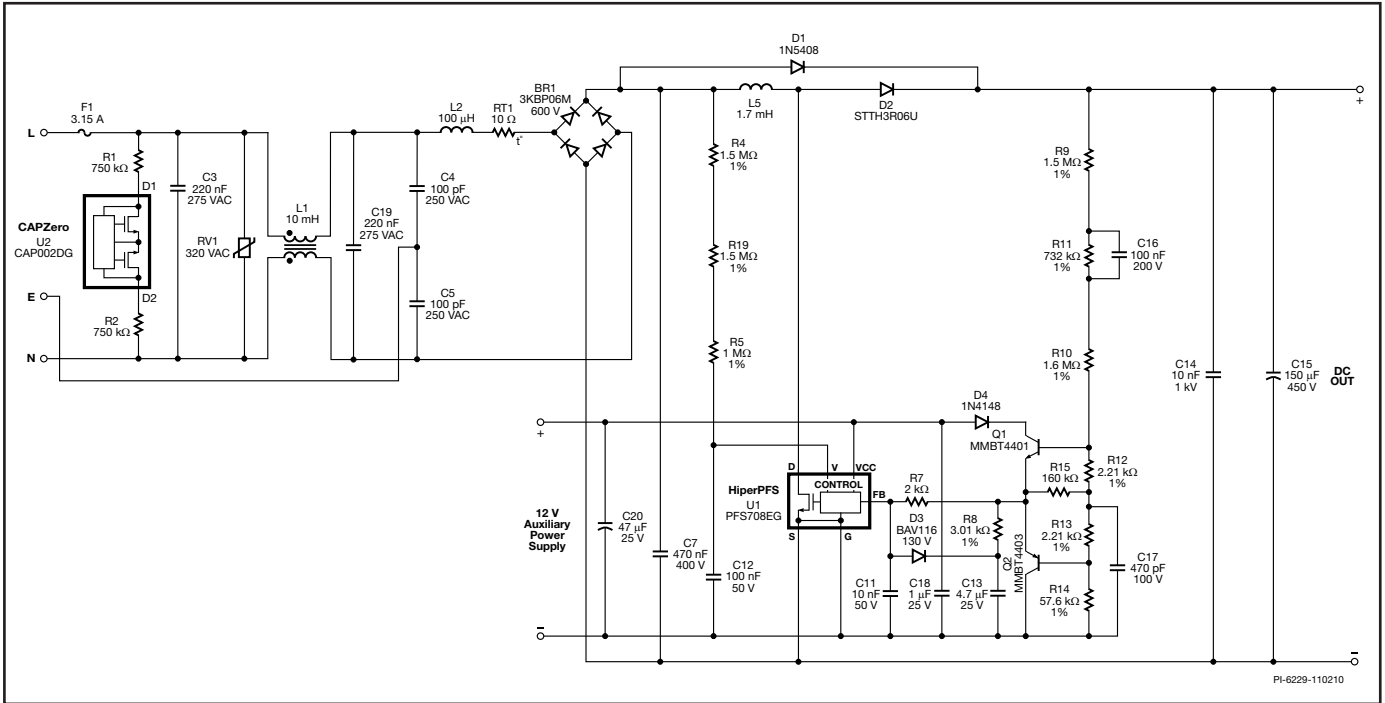 D1
1N5408
L5
1.7 mH
D2
STTH3R06U
+
BR1
3KBP06M
600 V
L2
100 µH
RT1
10 Ω
t°
F1
3.15 A
L
R1
750 kΩ
D1
CAPZero
U2
CAP002DG
D2
R2
750 kΩ
E
N
C3
220 nF
275 VAC
RV1
320 VAC
L1
10 mH
C19
220 nF
275 VAC
C4
100 pF
250 VAC
C5
100 pF
250 VAC
R4
1.5 MΩ
1%
R19
1.5 MΩ
1%
R5
1 MΩ
1%
R9
1.5 MΩ
1%
R11
732 kΩ
1%
C16
100 nF
200 V
R10
1.6 MΩ
1%
C14
10 nF
1 kV
C15
150 µF
450 V
DC
OUT
D4
1N4148
Q1
MMBT4401
+
12 V
Auxiliary
Power
Supply
–
C20
47 µF
25 V
C7
470 nF
400 V
C12
100 nF
50 V
HiperPFS
U1
PFS708EG
D
V
VCC
CONTROL
FB
S
G
R7
2 kΩ
D3
BAV116
130 V
R8
3.01 kΩ
1%
R15
160 kΩ
R12
2.21 kΩ
1%
R13
2.21 kΩ
1%
Q2
MMBT4403
R14
57.6 kΩ
1%
C17
470 pF
100 V
C11
10 nF
50 V
C18
1 µF
25 V
C13
4.7 µF
25 V
–
PI-6229-110210